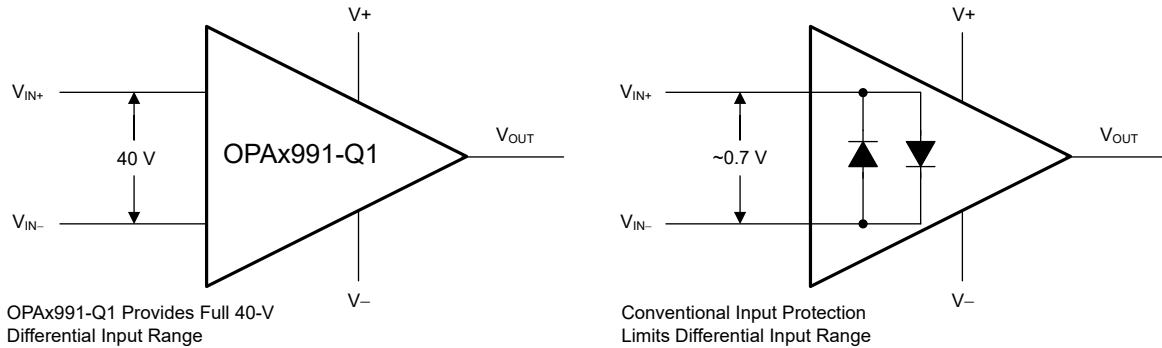 V+
VIN+
40 V
OPAx991-Q1
VOUT
VIN–
V–
OPAx991-Q1 Provides Full 40-V
Differential Input Range
V+
VIN+
~0.7 V
VOUT
VIN–
V–
Conventional Input Protection
Limits Differential Input Range